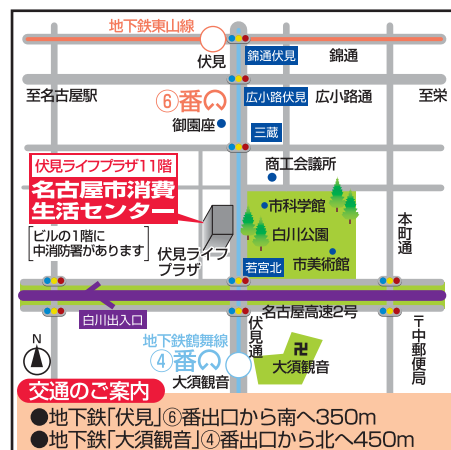 地下鉄東山線
伏見
錦通伏見
錦通
至名古屋駅
⑥番
広小路伏見
広小路通
至栄
御園座
三蔵
伏見ライフプラザ11階
名古屋市消費
生活センター
商工会議所
ビルの1階に
中消防署があります
市科学館
白川公園
市美術館
本町通
伏見ライフ
プラザ
若宮北
白川出入口
名古屋高速2号
伏見通
地下鉄鶴舞線
④番
大須観音
卍
大須観音
〒中郵便局
N
交通のご案内
●地下鉄「伏見」⑥番出口から南へ350m
●地下鉄「大須観音」④番出口から北へ450m